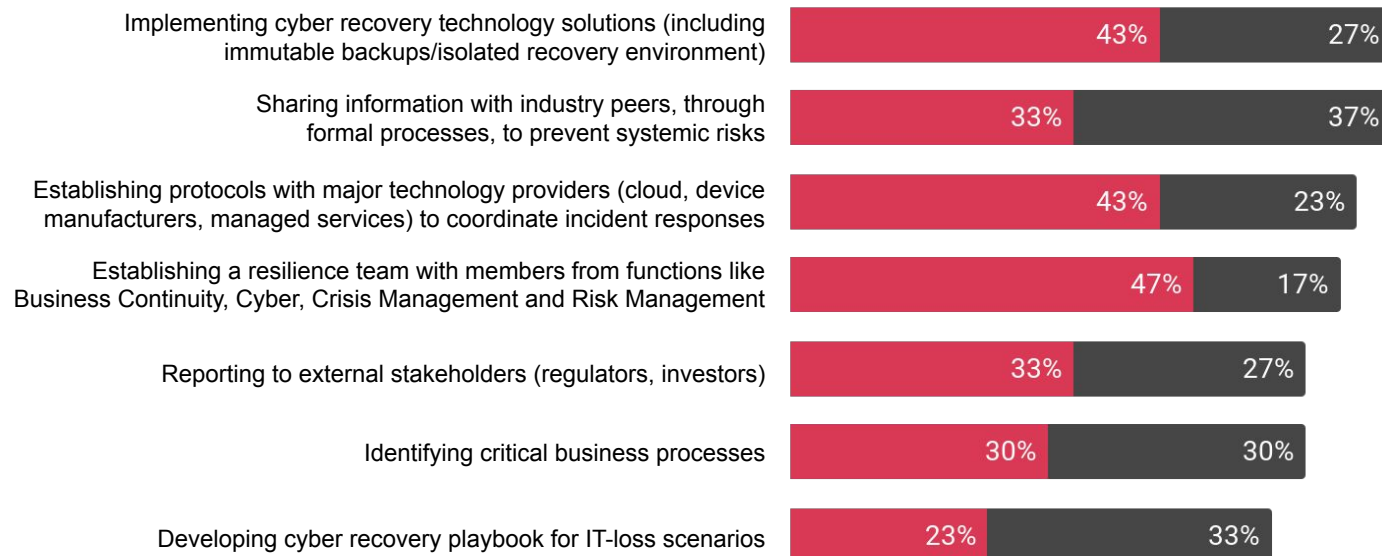 Implementing cyber recovery technology solutions (including
immutable backups/isolated recovery environment)
43% 27%
Sharing information with industry peers, through
formal processes, to prevent systemic risks
33% 37%
Establishing protocols with major technology providers (cloud, device
manufacturers, managed services) to coordinate incident responses
43% 23%
Establishing a resilience team with members from functions like
Business Continuity, Cyber, Crisis Management and Risk Management
47% 17%
Reporting to external stakeholders (regulators, investors)
33% 27%
Identifying critical business processes
30% 30%
Developing cyber recovery playbook for IT-loss scenarios
23% 33%